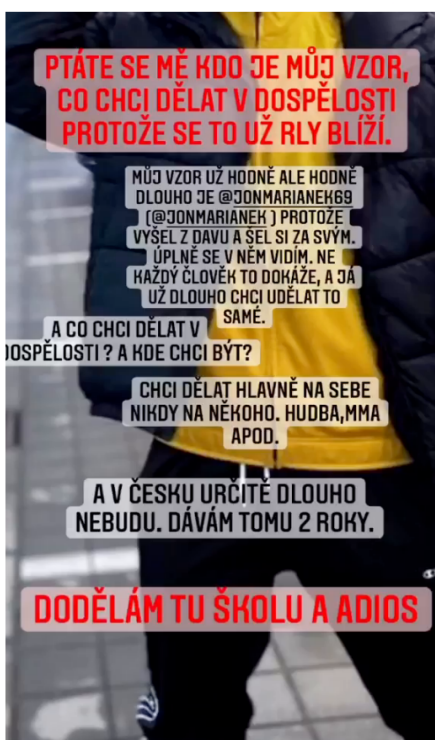 PTÁTE SE MĚ KDO JE MŮJ VZOR,
CO CHCI DĚLAT V DOSPĚLOSTI
PROTOŽE SE TO UŽ RLY BLÍŽÍ.
MŮJ VZOR UŽ HODNĚ ALE HODNĚ
DLOUHO JE @JONMARIANEK69
(@JONMARIANEK ) PROTOŽE
VYŠEL Z DAVU A ŠEL SI ZA SVÝM.
ÚPLNĚ SE V NĚM VIDÍM. NE
KAŽDÝ ČLOVĚK TO DOKÁŽE, A JÁ
UŽ DLOUHO CHCI UDĚLAT TO
SAMÉ.
A CO CHCI DĚLAT V
DOSPĚLOSTI ? A KDE CHCI BÝT?
CHCI DĚLAT HLAVNĚ NA SEBE
NIKDY NA NĚKOHO. HUDBA,MMA
APOD.
A V ČESKU URČITĚ DLOUHO
NEBUDU. DÁVÁM TOMU 2 ROKY.
DODĚLÁM TU ŠKOLU A ADIOS